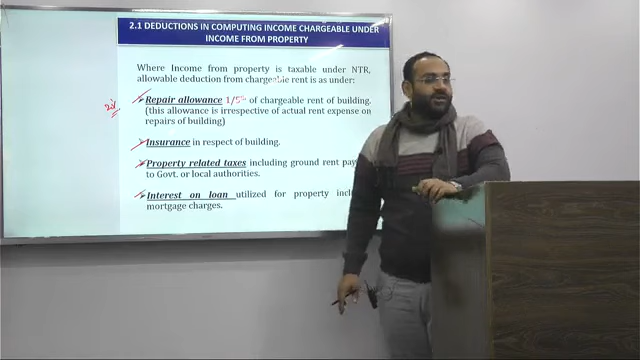 2.1 DEDUCTIONS IN COMPUTING INCOME CHARGEABLE UNDER
INCOME FROM PROPERTY
Where Income from property is taxable under NTR,
allowable deduction from chargeable rent is as under:
Repair allowance 1/5th of chargeable rent of building.
(this allowance is irrespective of actual rent expense on
repairs of building)
Insurance in respect of building.
Property related taxes including ground rent pay
to Govt. or local authorities.
Interest on loan utilized for property incl
mortgage charges.